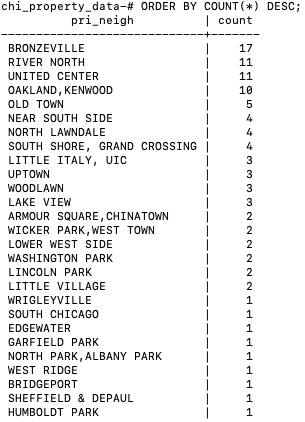 chi_property_data-# ORDER BY COUNT(*) DESC;
pri_neigh | count
-----------------------------+-------
BRONZEVILLE | 17
RIVER NORTH | 11
UNITED CENTER | 11
OAKLAND,KENWOOD | 10
OLD TOWN | 5
NEAR SOUTH SIDE | 4
NORTH LAWNDALE | 4
SOUTH SHORE, GRAND CROSSING | 4
LITTLE ITALY, UIC | 3
UPTOWN | 3
WOODLAWN | 3
LAKE VIEW | 3
ARMOUR SQUARE,CHINATOWN | 2
WICKER PARK,WEST TOWN | 2
LOWER WEST SIDE | 2
WASHINGTON PARK | 2
LINCOLN PARK | 2
LITTLE VILLAGE | 2
WRIGLEYVILLE | 1
SOUTH CHICAGO | 1
EDGEWATER | 1
GARFIELD PARK | 1
NORTH PARK,ALBANY PARK | 1
WEST RIDGE | 1
BRIDGEPORT | 1
SHEFFIELD & DEPAUL | 1
HUMBOLDT PARK | 1